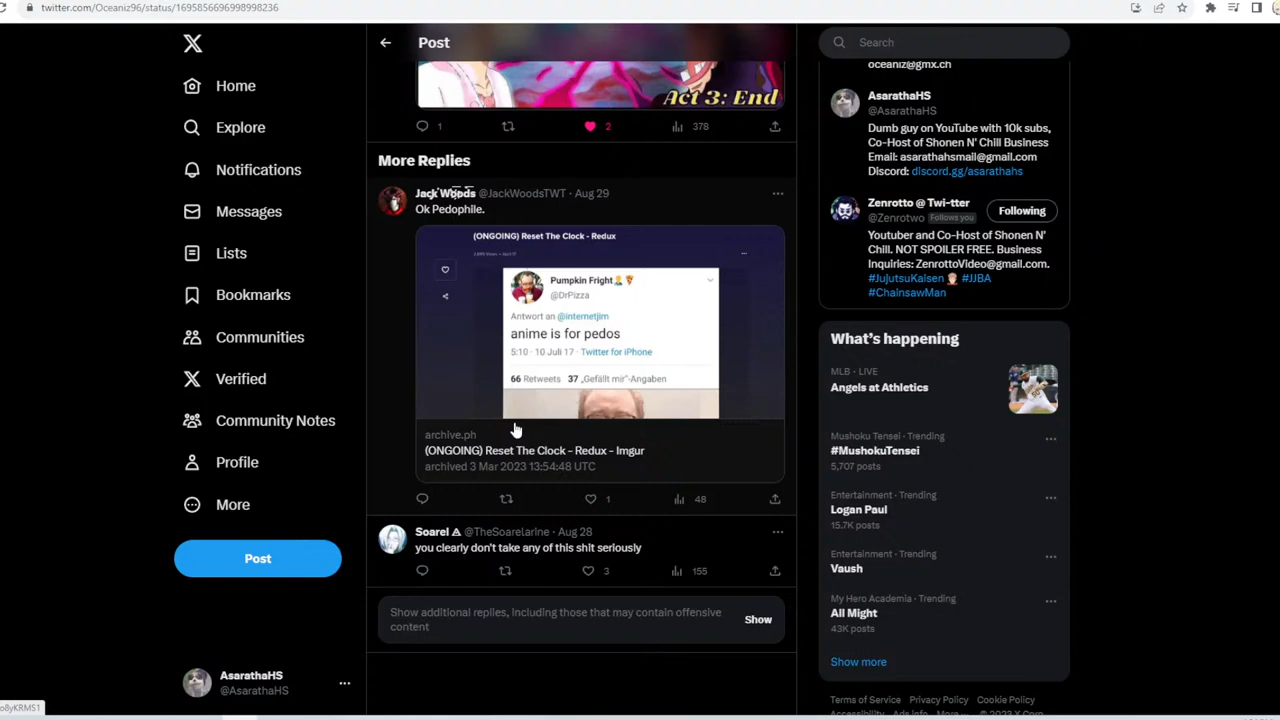 twitter.com/Oceaniz96/status/1695856696998998236
Home
Explore
Notifications
Messages
Lists
Bookmarks
Communities
Verified
Community Notes
Profile
More
Post
AsarathaHS
@AsarathaHS
o8yKRMS1
Post
Act 3: End
1
2
378
More Replies
Jack Woods @JackWoodsTWT · Aug 29
Ok Pedophile.
(ONGOING) Reset The Clock - Redux
Pumpkin Fright
@DrPizza
Antwort an @internetjim
anime is for pedos
5:10 · 10 Juli 17 · Twitter for iPhone
66 Retweets 37 „Gefällt mir“-Angaben
archive.ph
(ONGOING) Reset The Clock - Redux - Imgur
archived 3 Mar 2023 13:54:48 UTC
1
48
Soarel @TheSoarelarine · Aug 28
you clearly don't take any of this shit seriously
3
155
Show additional replies, including those that may contain offensive
content
Show
Search
oceaniz@gmx.ch
AsarathaHS
@AsarathaHS
Dumb guy on YouTube with 10k subs,
Co-Host of Shonen N' Chill Business
Email: asarathahsmail@gmail.com
Discord: discord.gg/asarathahs
Zenrotto @ Twi-tter
@Zenrotwo Follows you
Following
Youtuber and Co-Host of Shonen N'
Chill. NOT SPOILER FREE. Business
Inquiries: ZenrottoVideo@gmail.com.
#JujutsuKaisen #JJBA
#ChainsawMan
What's happening
MLB · LIVE
Angels at Athletics
Mushoku Tensei · Trending
#MushokuTensei
5,707 posts
Entertainment · Trending
Logan Paul
15.7K posts
Entertainment · Trending
Vaush
My Hero Academia · Trending
All Might
43K posts
Show more
Terms of Service Privacy Policy Cookie Policy
Accessibility Ads info More ··· © 2023 X Corp.